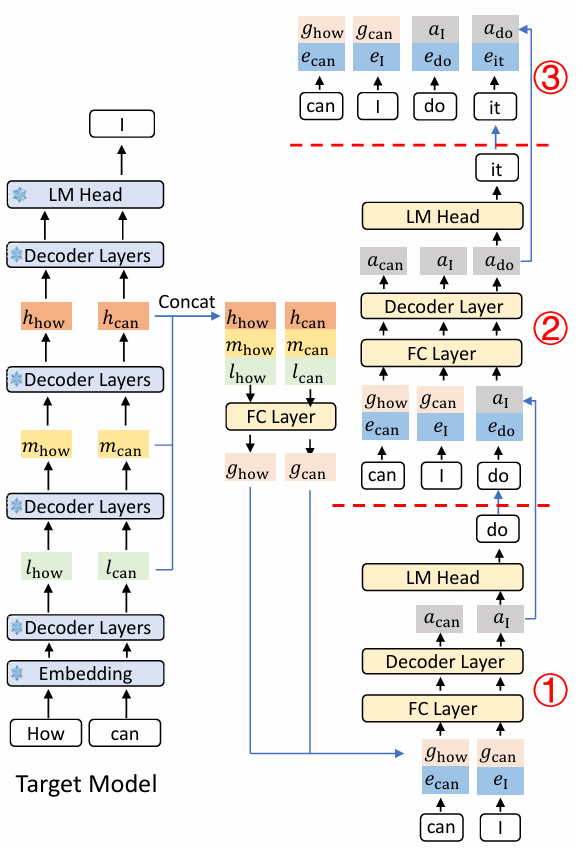 I
LM Head
Decoder Layers
h_how h_can
Decoder Layers
m_how m_can
Decoder Layers
l_how l_can
Decoder Layers
Embedding
How can
Target Model
Concat
h_how h_can
m_how m_can
l_how l_can
FC Layer
g_how g_can
g_how g_can a_I a_do
e_can e_I e_do e_it
can I do it
③
it
LM Head
a_can a_I a_do
Decoder Layer
②
FC Layer
g_how g_can a_I
e_can e_I e_do
can I do
do
LM Head
a_can a_I
Decoder Layer
①
FC Layer
g_how g_can
e_can e_I
can I